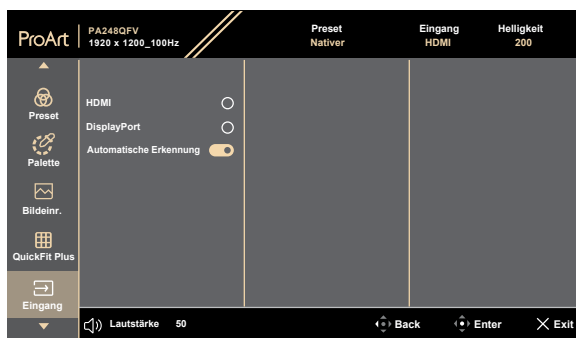 ProArt
PA248QFV
1920 x 1200_100Hz
Preset
Nativer
Eingang
HDMI
Helligkeit
200
Preset
Palette
Bildeinr.
QuickFit Plus
Eingang
HDMI
DisplayPort
Automatische Erkennung
Lautstärke 50
Back
Enter
Exit